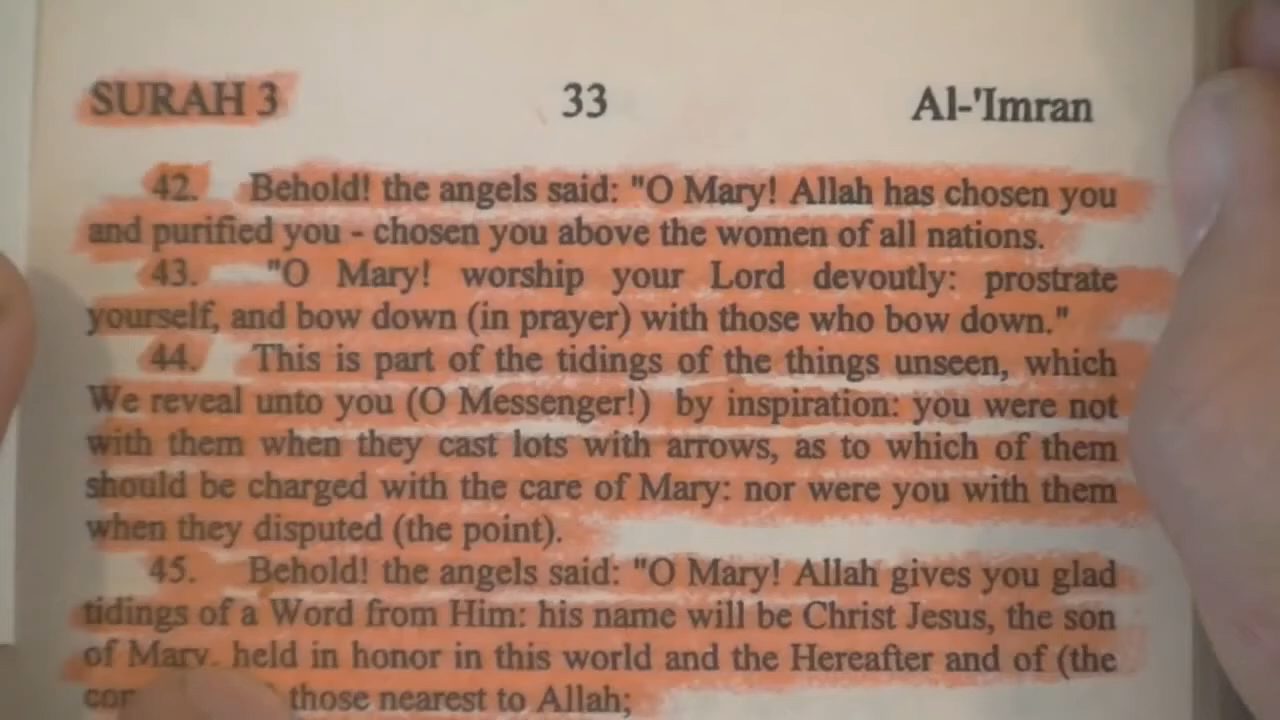 SURAH 3 33 Al-'Imran
42. Behold! the angels said: "O Mary! Allah has chosen you
and purified you - chosen you above the women of all nations.
43. "O Mary! worship your Lord devoutly: prostrate
yourself, and bow down (in prayer) with those who bow down."
44. This is part of the tidings of the things unseen, which
We reveal unto you (O Messenger!) by inspiration: you were not
with them when they cast lots with arrows, as to which of them
should be charged with the care of Mary: nor were you with them
when they disputed (the point).
45. Behold! the angels said: "O Mary! Allah gives you glad
tidings of a Word from Him: his name will be Christ Jesus, the son
of Mary, held in honor in this world and the Hereafter and of (the
those nearest to Allah;